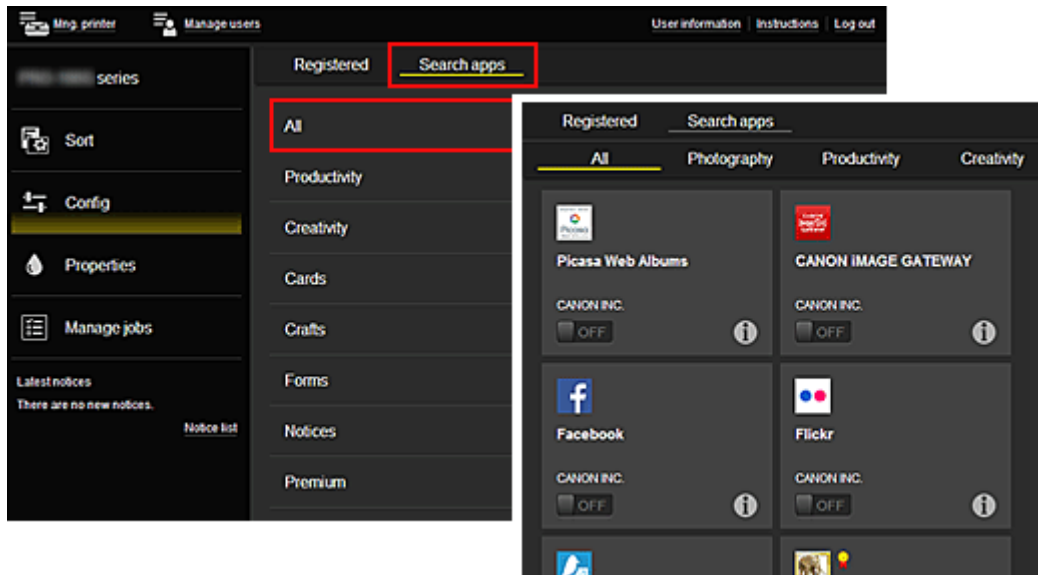 Mng. printer
Manage users
User information
Instructions
Log out
series
Sort
Config
Properties
Manage jobs
Latest notices
There are no new notices.
Notice list
Registered
Search apps
All
Productivity
Creativity
Cards
Crafts
Forms
Notices
Premium
Registered
Search apps
All
Photography
Productivity
Creativity
Picasa
Picasa Web Albums
CANON INC.
OFF
CANON IMAGE GATEWAY
CANON INC.
OFF
Facebook
CANON INC.
OFF
Flickr
CANON INC.
OFF